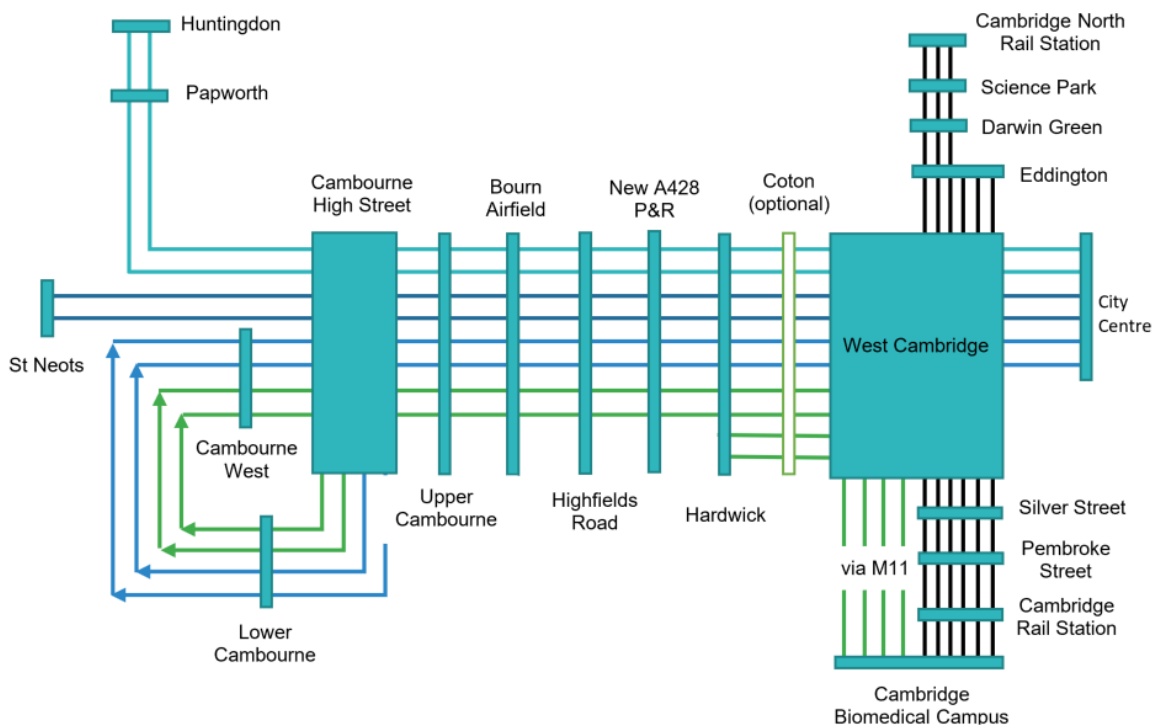 Huntingdon
Papworth
Cambridge North
Rail Station
Science Park
Darwin Green
Eddington
Cambourne
High Street
Bourn
Airfield
New A428
P&R
Coton
(optional)
St Neots
West Cambridge
City
Centre
Cambourne
West
Upper
Cambourne
Highfields
Road
Hardwick
Silver Street
Pembroke
Street
via M11
Cambridge
Rail Station
Lower
Cambourne
Cambridge
Biomedical Campus